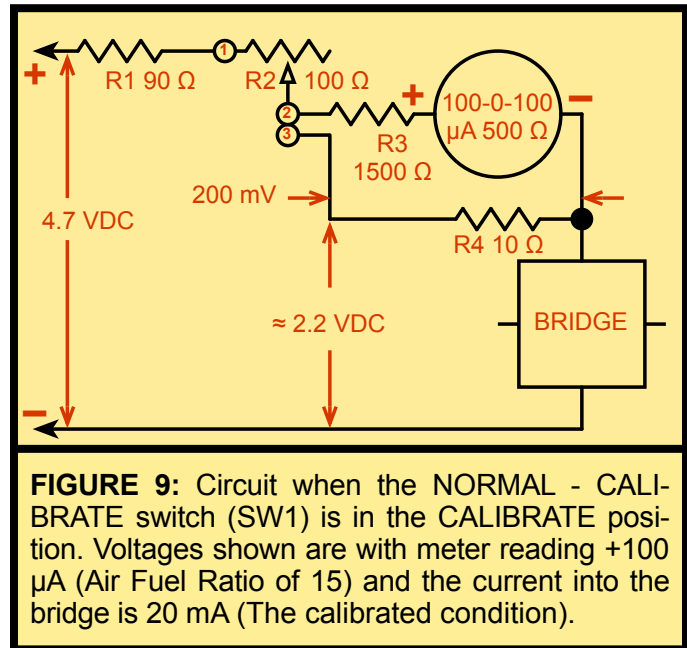 1
R1 90 Ω
R2
100 Ω
+
2
3
+
100-0-100
µA 500 Ω
–
R3
1500 Ω
200 mV
4.7 VDC
R4 10 Ω
≈ 2.2 VDC
BRIDGE
–
FIGURE 9: Circuit when the NORMAL - CALI-
BRATE switch (SW1) is in the CALIBRATE posi-
tion. Voltages shown are with meter reading +100
µA (Air Fuel Ratio of 15) and the current into the
bridge is 20 mA (The calibrated condition).